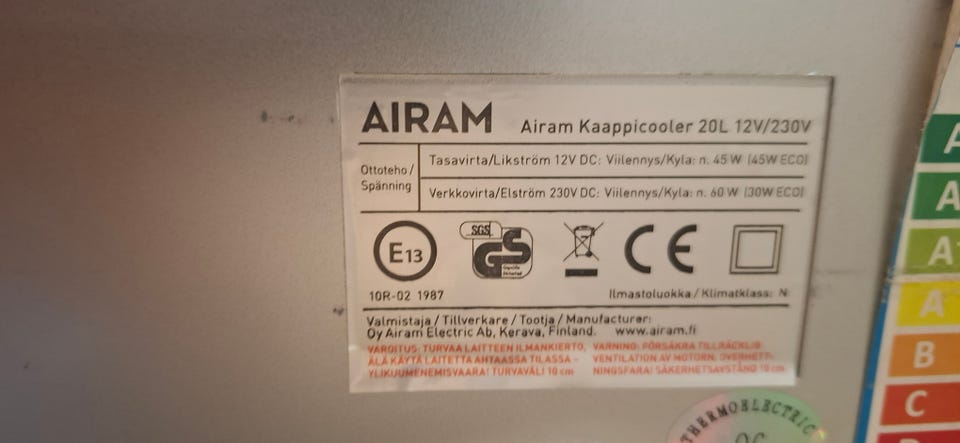 AIRAM
Airam Kaappicooler 20L 12V/230V
Ottoteho/
Spänning
Tasavirta/Likström 12V DC: Viilennys/Kyla: n. 45 W (45W ECO)
Verkkovirta/Elström 230V DC: Viilennys/Kyla: n. 60 W (30W ECO)
E13
SGS
GS
CE
10R-02 1987
Ilmastoluokka / Klimatklass: N
Valmistaja / Tillverkare / Tootja / Manufacturer:
Oy Airam Electric Ab, Kerava, Finland. www.airam.fi
VAROITUS: TURVAA LAITTEEN ILMANKIERTO,
ÄLÄ KÄYTÄ LAITETTA AHTAASSA TILASSA –
YLIKUUMENEMISVAARA! TURVAVÄLI 10 cm
VARNING: FÖRSÄKRA TILLRÄCKLIG
VENTILATION AV MOTORN, ÖVERHETT-
NINGSFARA! SÄKERHETSAVSTÅND 10 cm
THERMOELECTRIC
QC
A
A
A
B
C